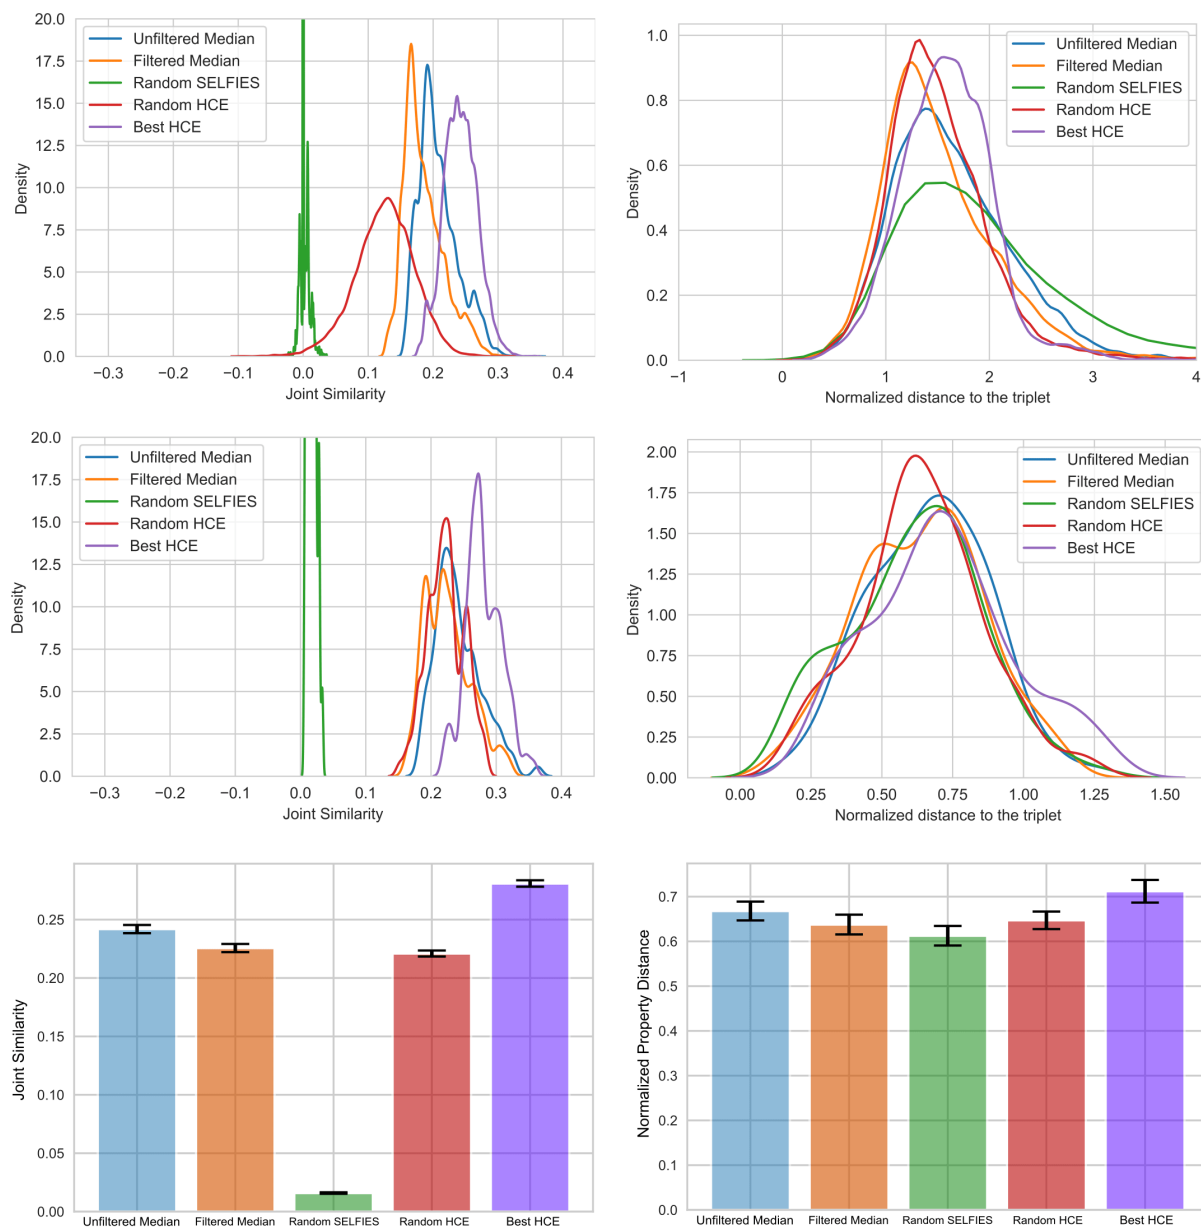 20.0
17.5
15.0
12.5
10.0
7.5
5.0
2.5
0.0
Density
Unfiltered Median
Filtered Median
Random SELFIES
Random HCE
Best HCE
−0.3 −0.2 −0.1 0.0 0.1 0.2 0.3 0.4
Joint Similarity
1.0
0.8
0.6
0.4
0.2
0.0
Density
Unfiltered Median
Filtered Median
Random SELFIES
Random HCE
Best HCE
−1 0 1 2 3 4
Normalized distance to the triplet
20.0
17.5
15.0
12.5
10.0
7.5
5.0
2.5
0.0
Density
Unfiltered Median
Filtered Median
Random SELFIES
Random HCE
Best HCE
−0.3 −0.2 −0.1 0.0 0.1 0.2 0.3 0.4
Joint Similarity
2.00
1.75
1.50
1.25
1.00
0.75
0.50
0.25
0.00
Density
Unfiltered Median
Filtered Median
Random SELFIES
Random HCE
Best HCE
0.00 0.25 0.50 0.75 1.00 1.25 1.50
Normalized distance to the triplet
0.25
0.20
0.15
0.10
0.05
0.00
Joint Similarity
Unfiltered Median Filtered Median Random SELFIES Random HCE Best HCE
0.7
0.6
0.5
0.4
0.3
0.2
0.1
0.0
Normalized Property Distance
Unfiltered Median Filtered Median Random SELFIES Random HCE Best HCE